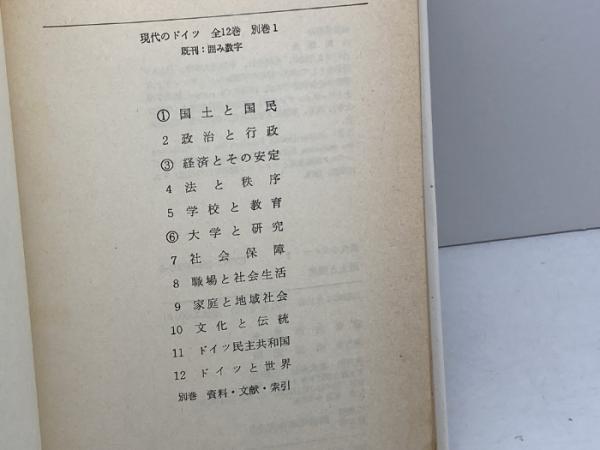 現代のドイツ 全12巻 別巻1
既刊：囲み数字
① 国土と国民
2 政治と行政
③ 経済とその安定
4 法と秩序
5 学校と教育
⑥ 大学と研究
7 社会保障
8 職場と社会生活
9 家庭と地域社会
10 文化と伝統
11 ドイツ民主共和国
12 ドイツと世界
別巻 資料・文献・索引